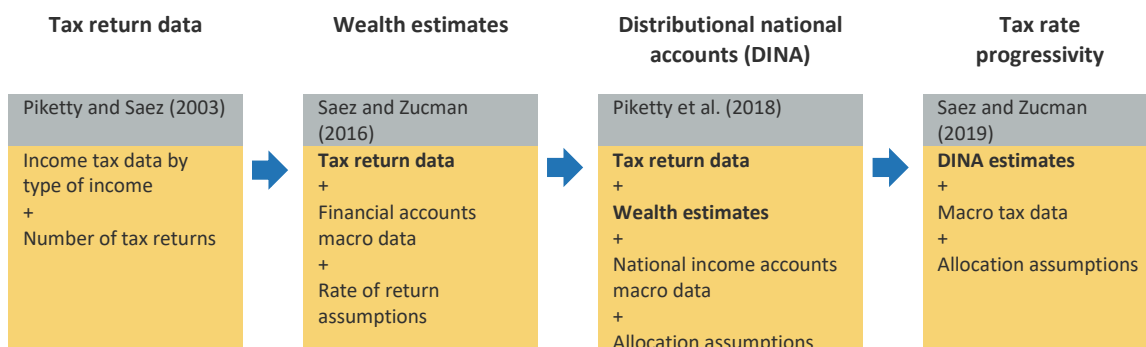 Tax return data
Piketty and Saez (2003)
Income tax data by
type of income
+
Number of tax returns
Wealth estimates
Saez and Zucman
(2016)
Tax return data
+
Financial accounts
macro data
+
Rate of return
assumptions
Distributional national
accounts (DINA)
Piketty et al. (2018)
Tax return data
+
Wealth estimates
+
National income accounts
macro data
+
Allocation assumptions
Tax rate
progressivity
Saez and Zucman
(2019)
DINA estimates
+
Macro tax data
+
Allocation assumptions